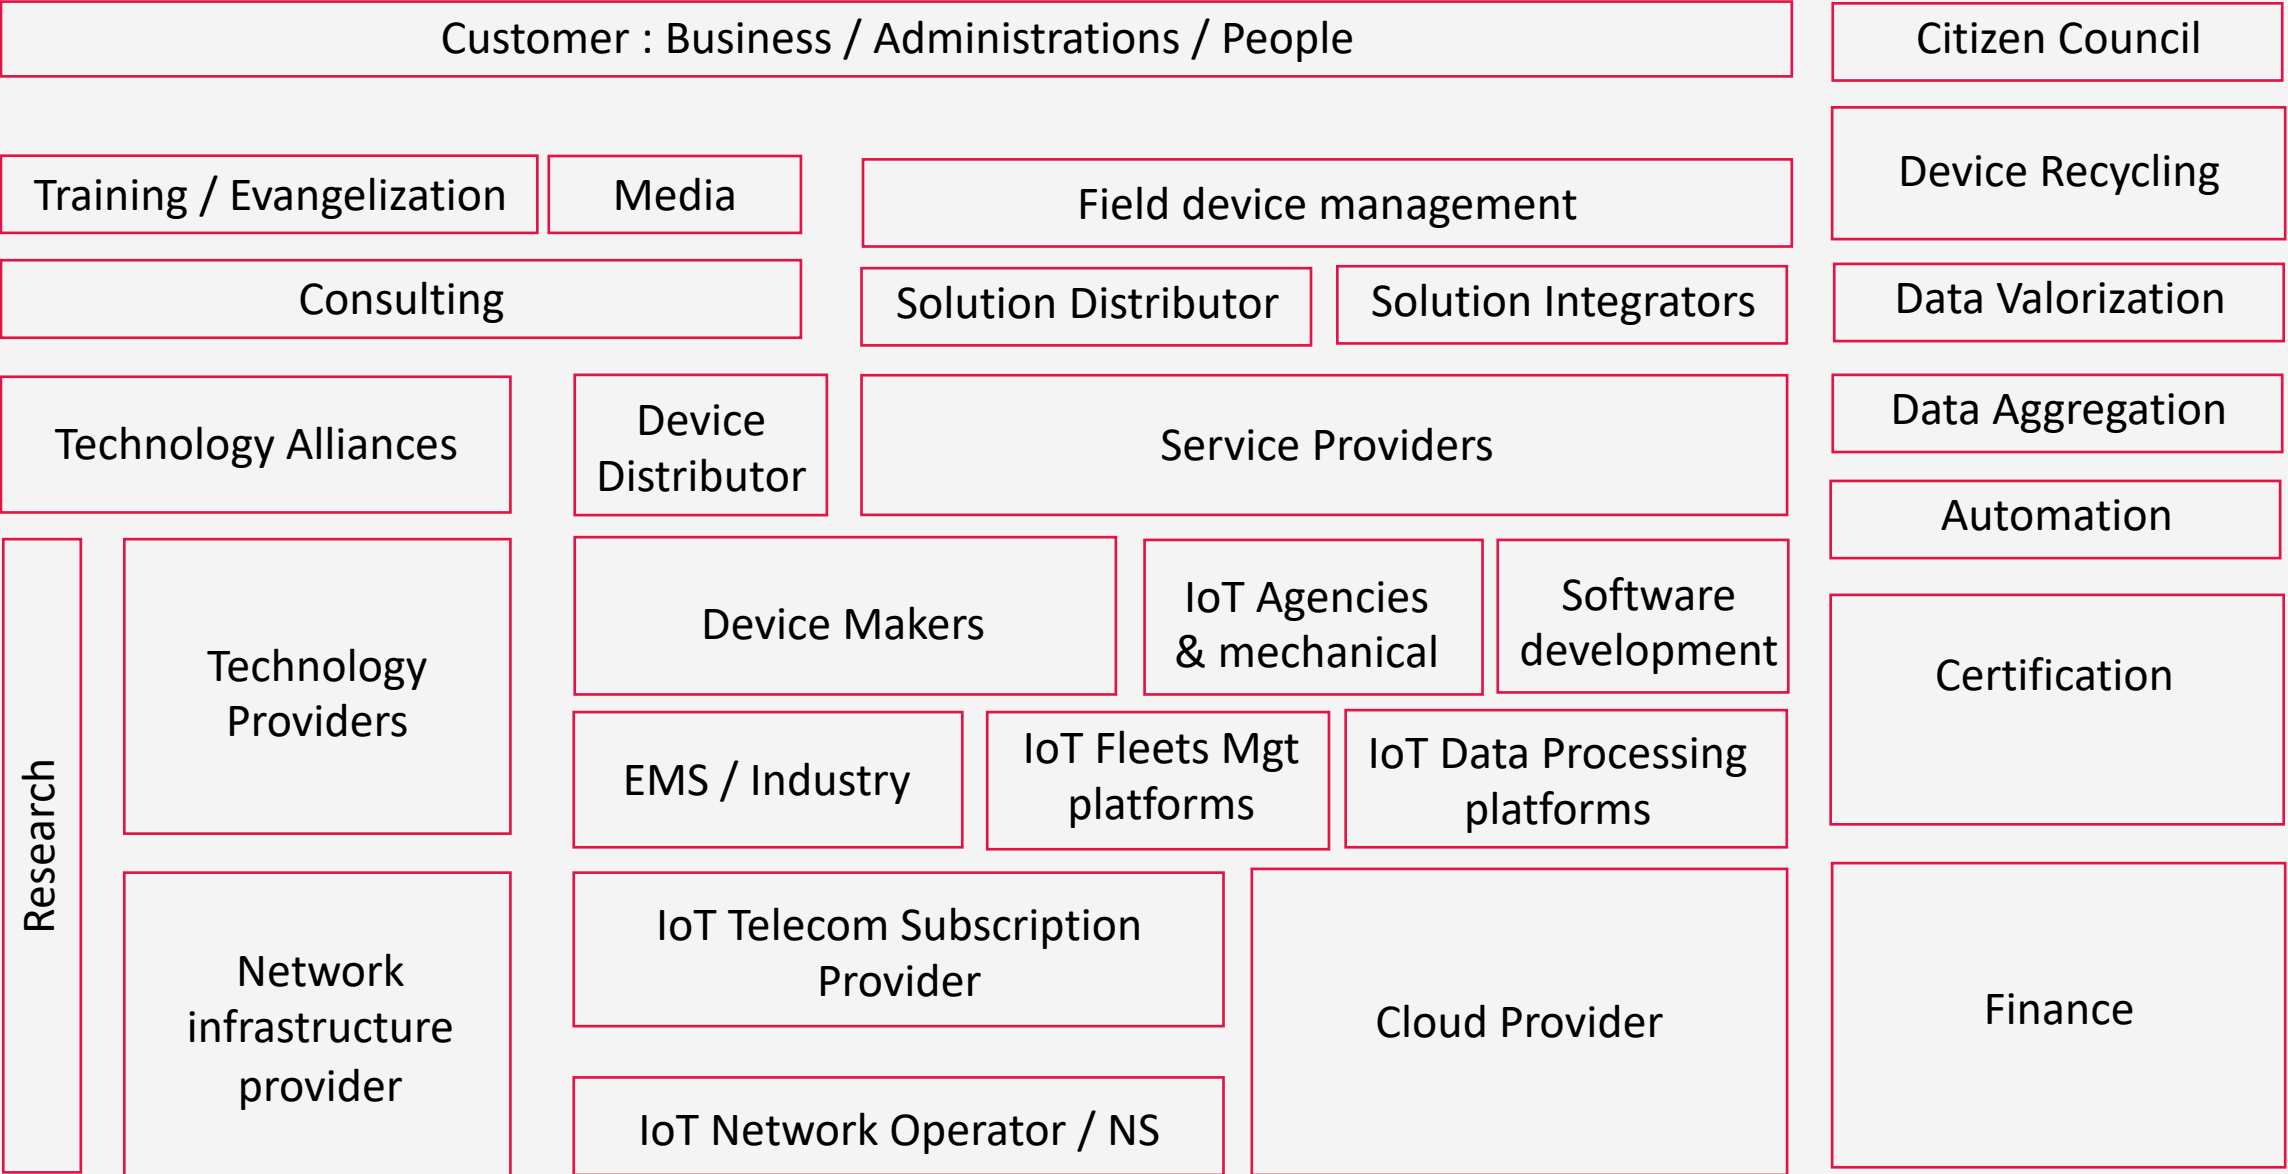 Customer : Business / Administrations / People
Citizen Council
Training / Evangelization
Media
Field device management
Device Recycling
Consulting
Solution Distributor
Solution Integrators
Data Valorization
Technology Alliances
Device
Distributor
Service Providers
Data Aggregation
Automation
Research
Technology
Providers
Device Makers
IoT Agencies
& mechanical
Software
development
Certification
EMS / Industry
IoT Fleets Mgt
platforms
IoT Data Processing
platforms
Network
infrastructure
provider
IoT Telecom Subscription
Provider
Cloud Provider
Finance
IoT Network Operator / NS